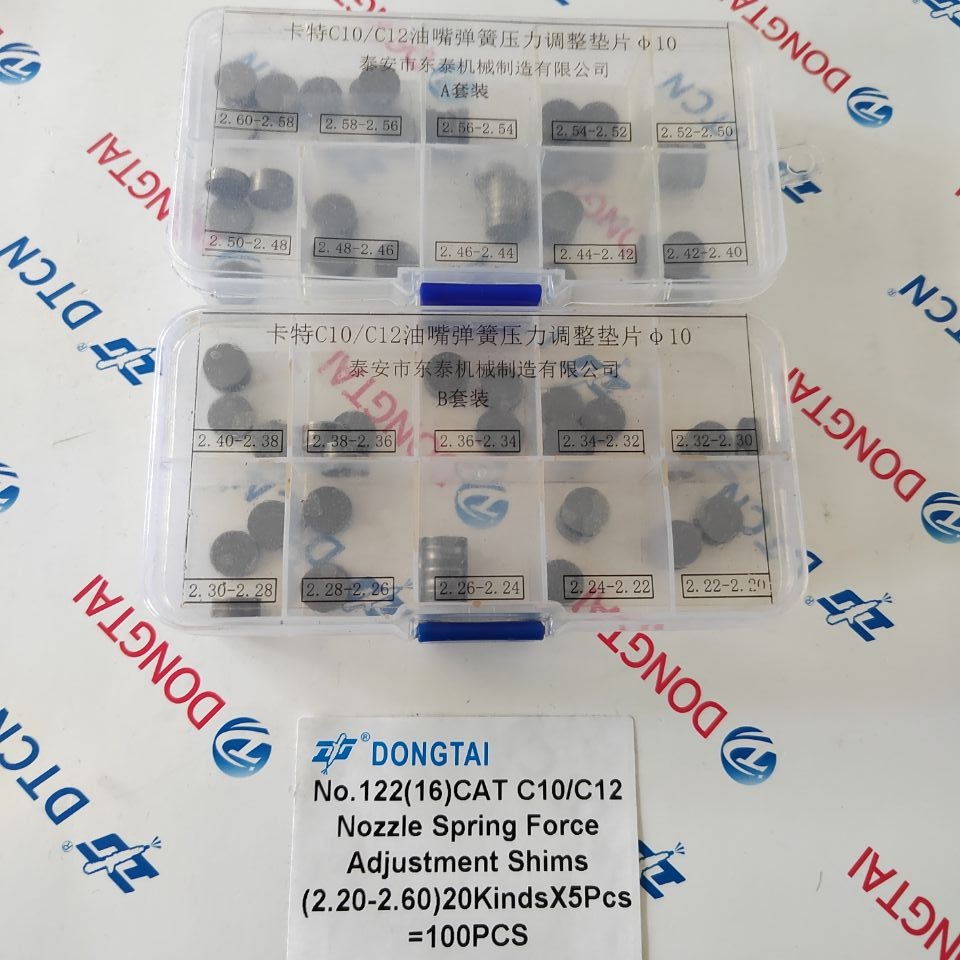 卡特C10/C12油嘴弹簧压力调整垫片φ10
泰安市东泰机械制造有限公司
A套装
2.60-2.58 2.58-2.56 2.56-2.54 2.54-2.52 2.52-2.50
2.50-2.48 2.48-2.46 2.46-2.44 2.44-2.42 2.42-2.40
卡特C10/C12油嘴弹簧压力调整垫片φ10
泰安市东泰机械制造有限公司
B套装
2.40-2.38 2.38-2.36 2.36-2.34 2.34-2.32 2.32-2.30
2.30-2.28 2.28-2.26 2.26-2.24 2.24-2.22 2.22-2.20
® DONGTAI
No.122(16)CAT C10/C12
Nozzle Spring Force
Adjustment Shims
(2.20-2.60)20KindsX5Pcs
=100PCS
DONGTAI
DTCN
DONGTAI
DTCN
DONGTAI
DTCN
DONGTAI
DONGTAI
DONGTAI